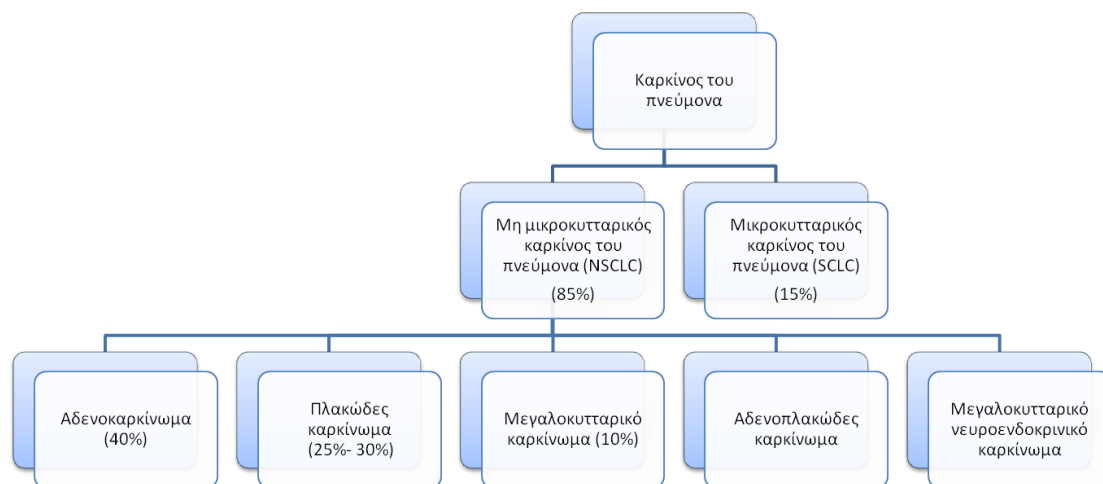 Καρκίνος του
πνεύμονα
Μη μικροκυτταρικός
καρκίνος του
πνεύμονα (NSCLC)
(85%)
Μικροκυτταρικός
καρκίνος του
πνεύμονα (SCLC)
(15%)
Αδενοκαρκίνωμα
(40%)
Πλακώδες
καρκίνωμα
(25%- 30%)
Μεγαλοκυτταρικό
καρκίνωμα (10%)
Αδενοπλακώδες
καρκίνωμα
Μεγαλοκυτταρικό
νευροενδοκρινικό
καρκίνωμα